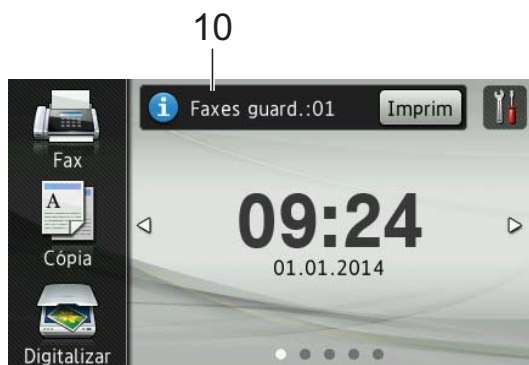 10
Faxes guard.:01 Imprim
Fax
Cópia
09:24
01.01.2014
Digitalizar